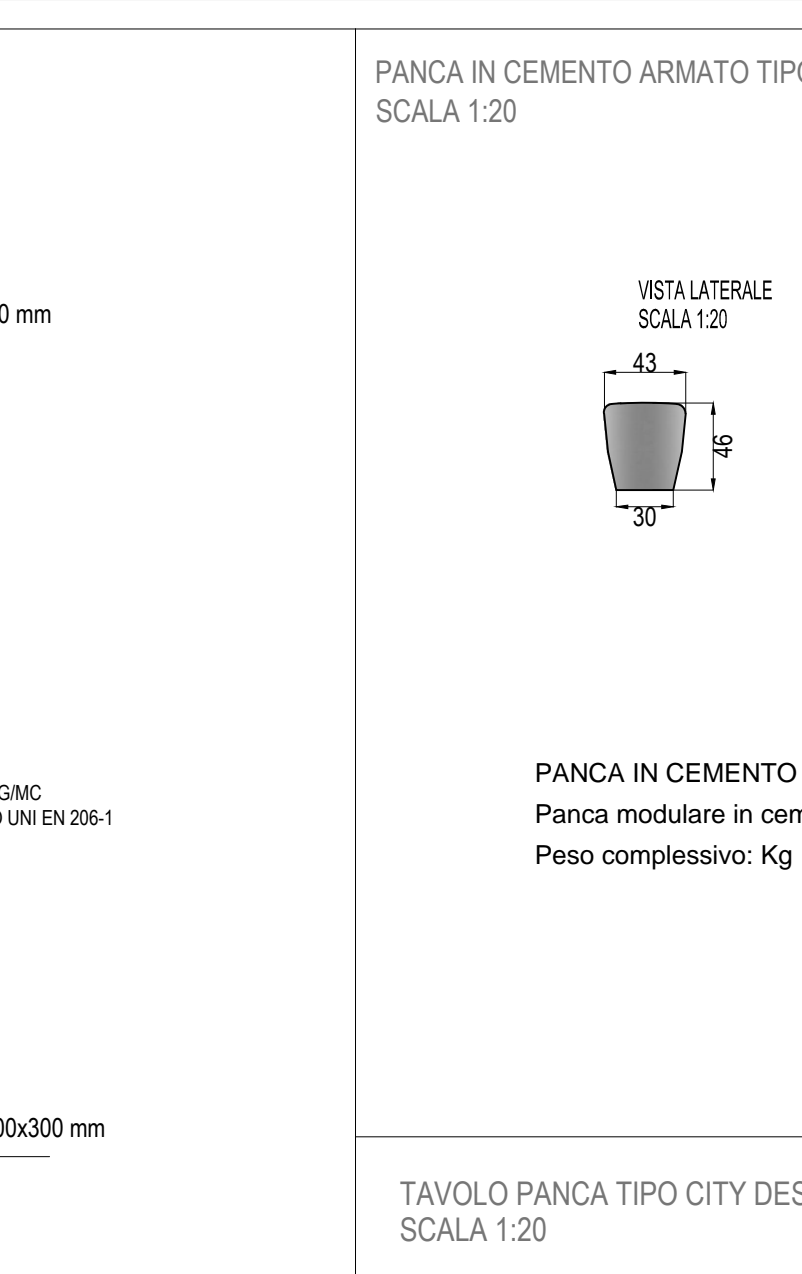 0 mm
G/MC
UNI EN 206-1
00x300 mm
PANCA IN CEMENTO ARMATO TIPO
SCALA 1:20
VISTA LATERALE
SCALA 1:20
43
46
30
PANCA IN CEMENTO
Panca modulare in cem
Peso complessivo: Kg
TAVOLO PANCA TIPO CITY DES
SCALA 1:20